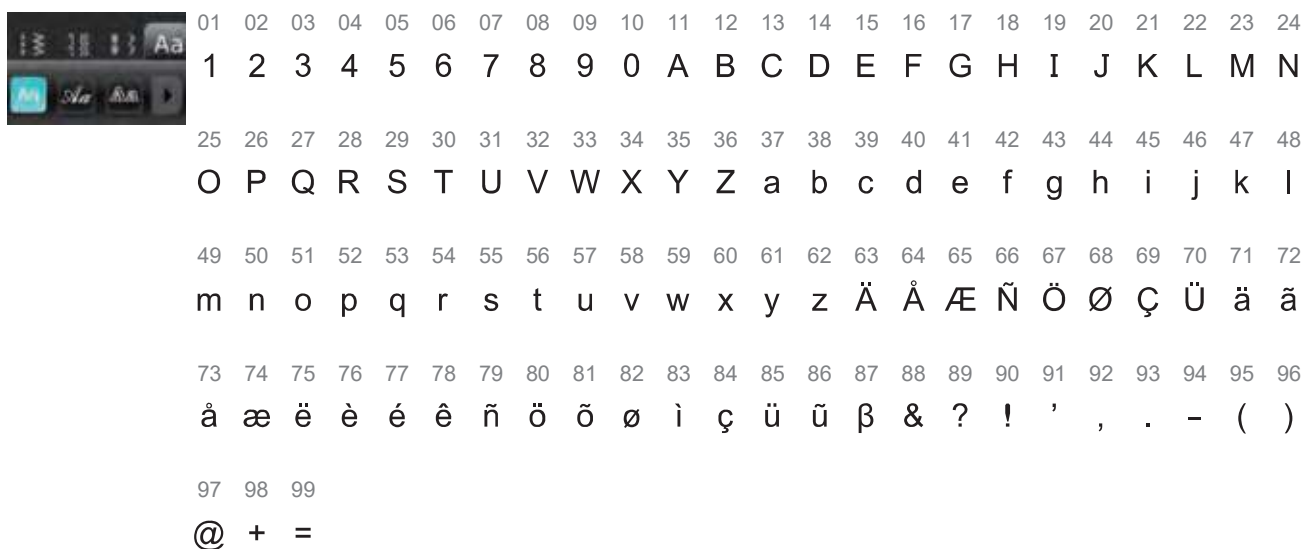 01 02 03 04 05 06 07 08 09 10 11 12 13 14 15 16 17 18 19 20 21 22 23 24
1 2 3 4 5 6 7 8 9 0 A B C D E F G H I J K L M N
25 26 27 28 29 30 31 32 33 34 35 36 37 38 39 40 41 42 43 44 45 46 47 48
O P Q R S T U V W X Y Z a b c d e f g h i j k l
49 50 51 52 53 54 55 56 57 58 59 60 61 62 63 64 65 66 67 68 69 70 71 72
m n o p q r s t u v w x y z Ä Å Æ Ñ Ö Ø Ç Ü ä ã
73 74 75 76 77 78 79 80 81 82 83 84 85 86 87 88 89 90 91 92 93 94 95 96
å æ ë è é ê ñ ö õ ø ì ç ü ũ β & ? ! ’ , . – ( )
97 98 99
@ + =
Aa
Aa Aa